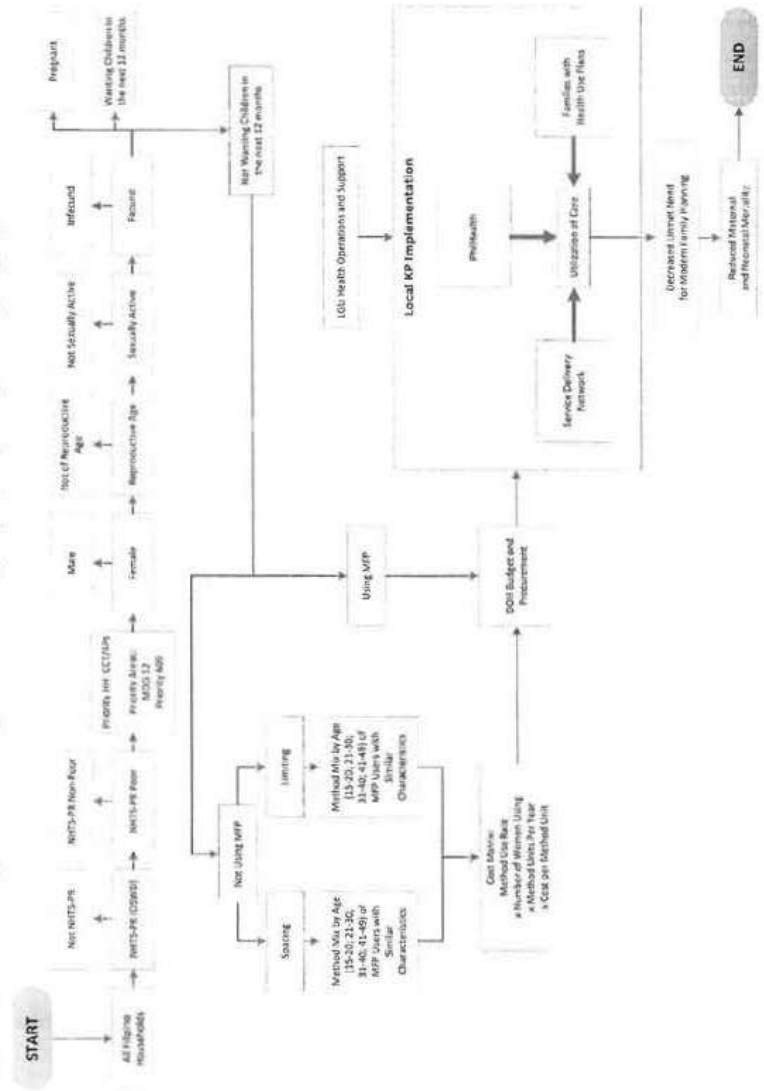 START
All Filipino
Households
Not NHTS-PR
NHTS-PR (DSWD)
NHTS-PR Non-Poor
NHTS-PR Poor
Priority HH CCT/4Ps
Priority Areas:
MDG 12
Priority 609
Male
Female
Not of Reproductive
Age
Reproductive Age
Not Sexually Active
Sexually Active
Infecund
Fecund
Pregnant
Wanting Children in
the next 12 months
Not Wanting Children in
the next 12 months
Not Using MFP
Using MFP
Spacing
Limiting
Method Mix by Age
(15-20; 21-30;
31-40; 41-49) of
MFP Users with
Similar
Characteristics
Method Mix by Age
(15-20; 21-30;
31-40; 41-49) of
MFP Users with
Similar
Characteristics
Cost Matrix:
Method Use Rate
x Number of Women Using
x Method Units Per Year
x Cost per Method Unit
DOH Budget and
Procurement
LGU Health Operations and Support
Local KP Implementation
PhilHealth
Service Delivery
Network
Utilization of Care
Families with
Health Use Plans
Decreased Unmet Need
for Modern Family Planning
Reduced Maternal
and Neonatal Mortality
END